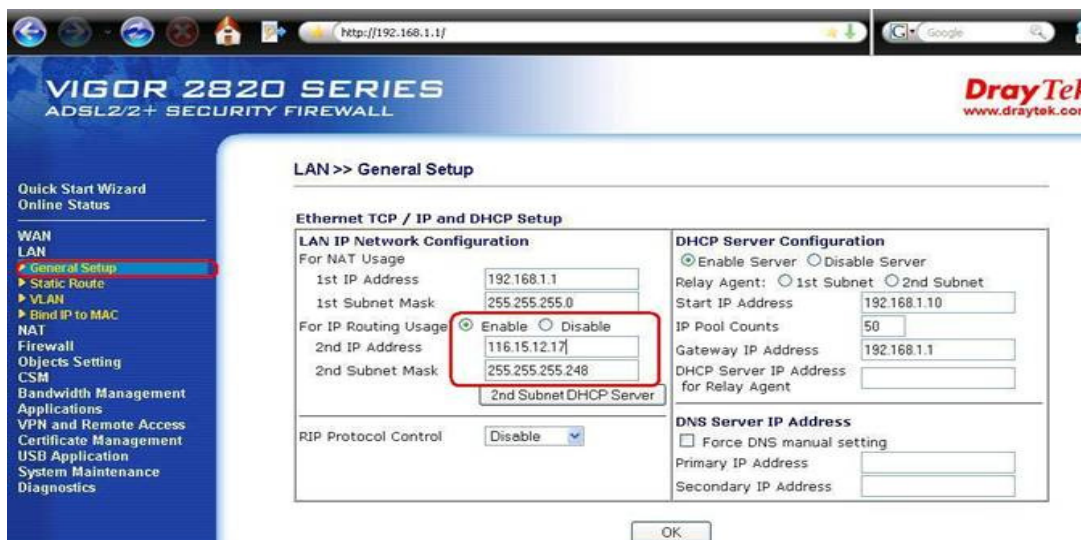 http://192.168.1.1/
Google
VIGOR 2820 SERIES
ADSL2/2+ SECURITY FIREWALL
DrayTek
www.draytek.com
Quick Start Wizard
Online Status
WAN
LAN
General Setup
Static Route
VLAN
Bind IP to MAC
NAT
Firewall
Objects Setting
CSM
Bandwidth Management
Applications
VPN and Remote Access
Certificate Management
USB Application
System Maintenance
Diagnostics
LAN >> General Setup
Ethernet TCP / IP and DHCP Setup
LAN IP Network Configuration
For NAT Usage
1st IP Address 192.168.1.1
1st Subnet Mask 255.255.255.0
For IP Routing Usage Enable Disable
2nd IP Address 116.15.12.17
2nd Subnet Mask 255.255.255.248
2nd Subnet DHCP Server
RIP Protocol Control Disable
DHCP Server Configuration
Enable Server Disable Server
Relay Agent: 1st Subnet 2nd Subnet
Start IP Address 192.168.1.10
IP Pool Counts 50
Gateway IP Address 192.168.1.1
DHCP Server IP Address
for Relay Agent
DNS Server IP Address
Force DNS manual setting
Primary IP Address
Secondary IP Address
OK